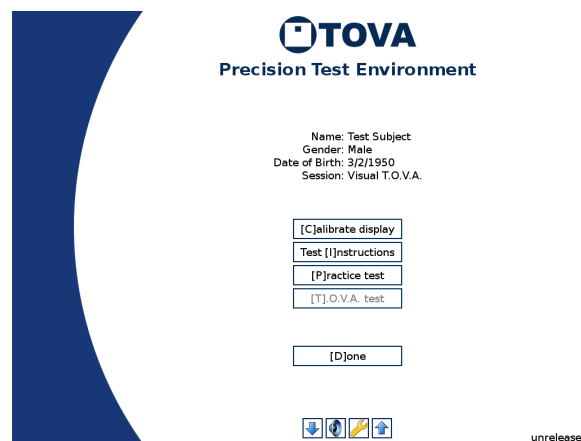 TOVA
Precision Test Environment
Name: Test Subject
Gender: Male
Date of Birth: 3/2/1950
Session: Visual T.O.V.A.
[C]alibrate display
Test [I]nstructions
[P]ractice test
[T].O.V.A. test
[D]one
unrelease